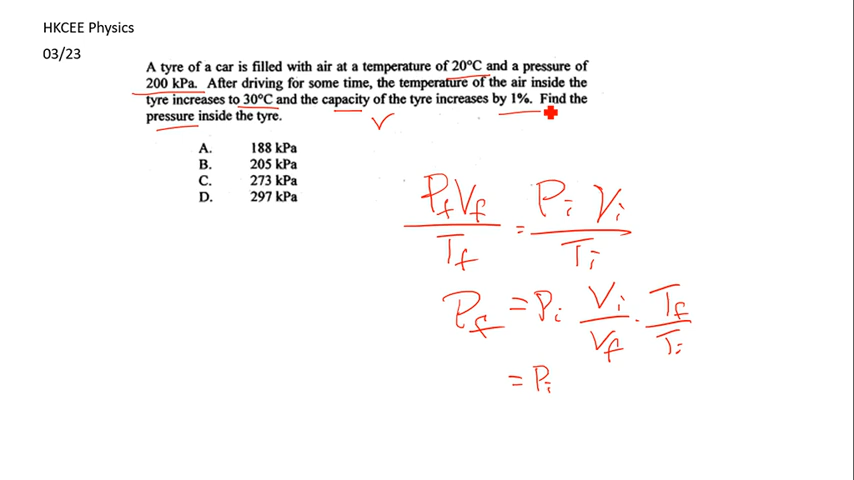 HKCEE Physics
03/23
A tyre of a car is filled with air at a temperature of 20°C and a pressure of
200 kPa. After driving for some time, the temperature of the air inside the
tyre increases to 30°C and the capacity of the tyre increases by 1%. Find the
pressure inside the tyre.
V
A. 188 kPa
B. 205 kPa
C. 273 kPa
D. 297 kPa
PfVf / Tf = Pi Vi / Ti
Pf = Pi Vi / Vf · Tf / Ti
= Pi